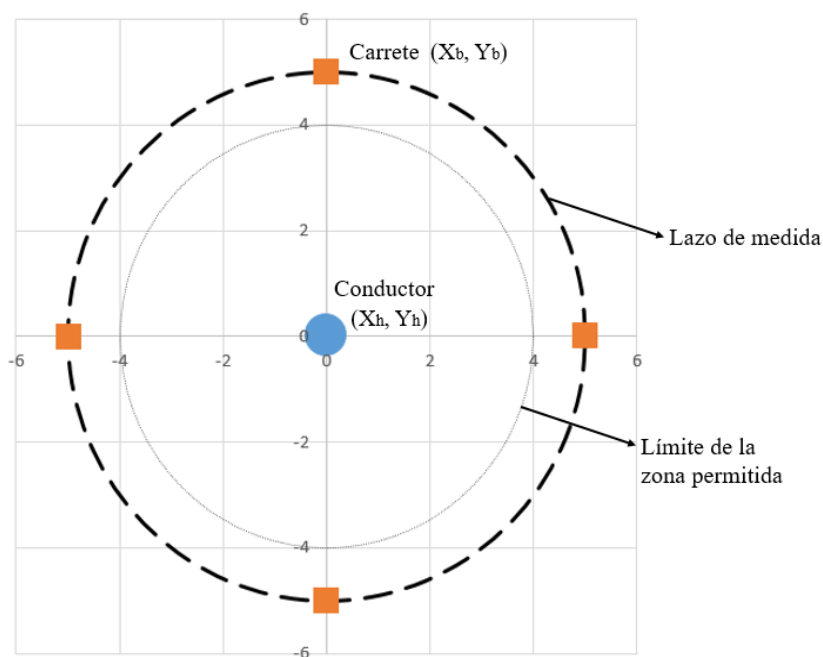 6
Carrete (Xb, Yb)
4
2
Lazo de medida
Conductor
(Xh, Yh)
0
-6
-4
-2
0
2
4
6
-2
Límite de la
zona permitida
-4
-6